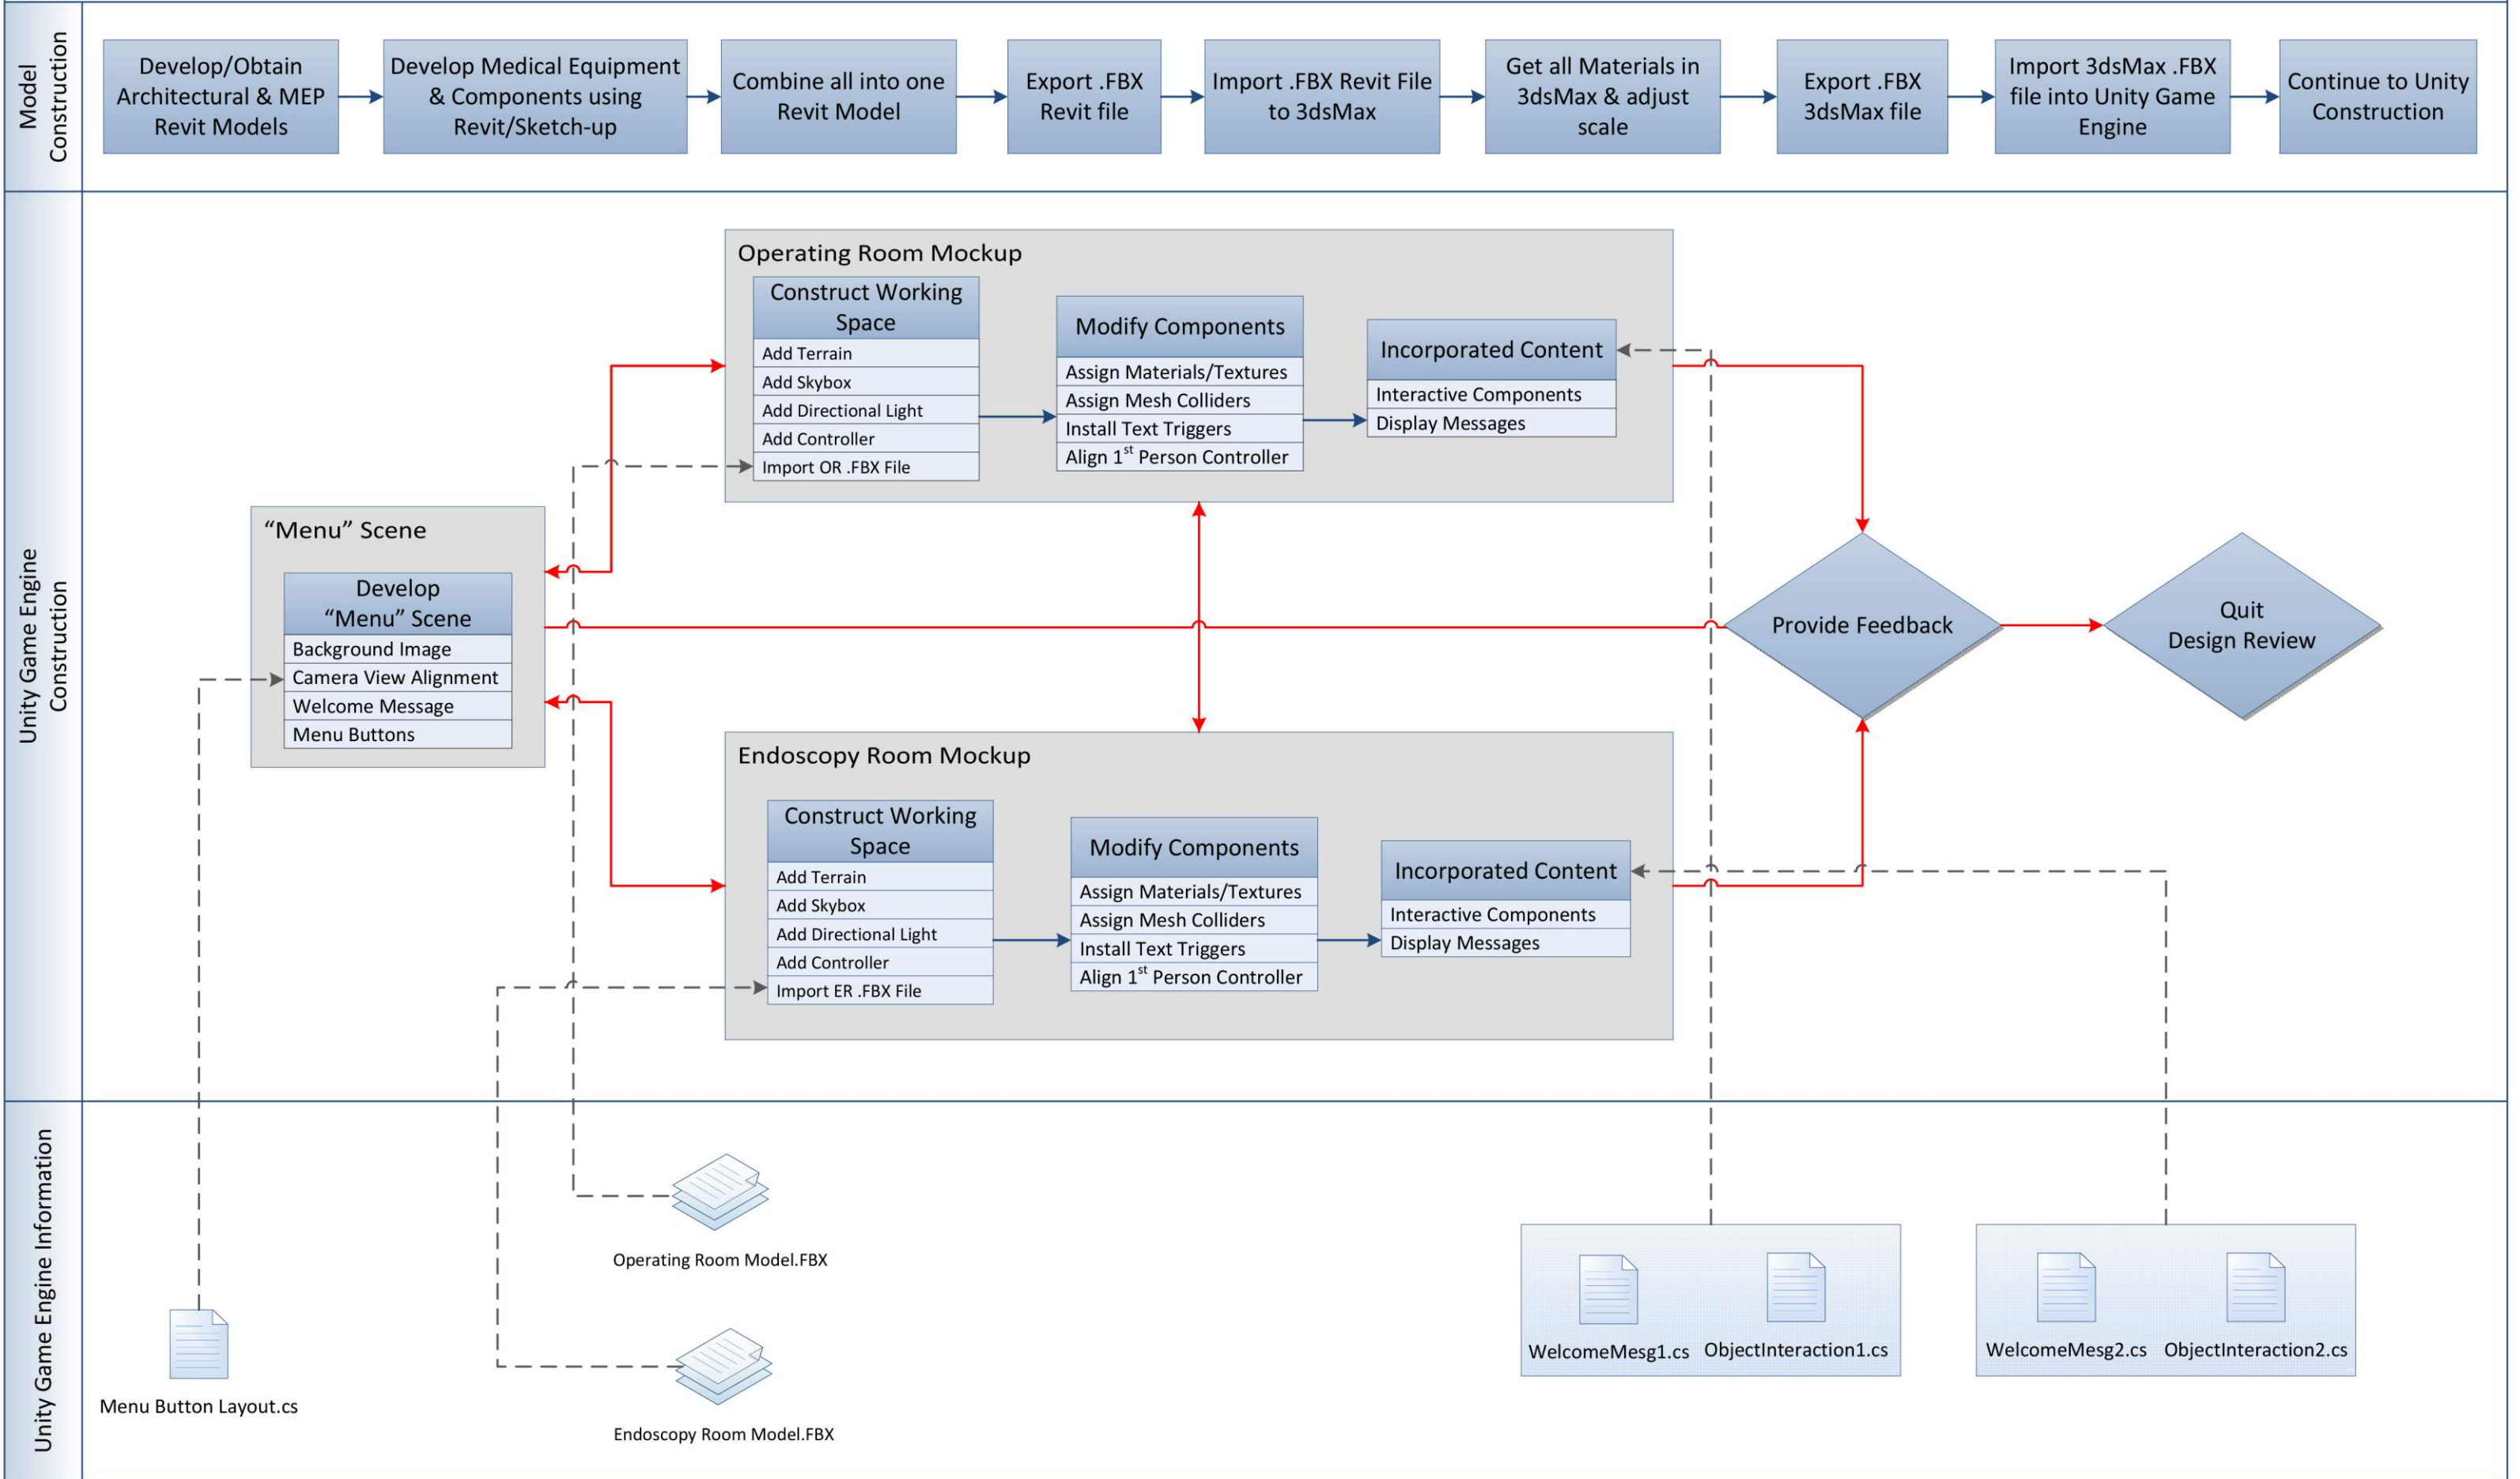 Model
Construction
Develop/Obtain
Architectural & MEP
Revit Models
Develop Medical Equipment
& Components using
Revit/Sketch-up
Combine all into one
Revit Model
Export .FBX
Revit file
Import .FBX Revit File
to 3dsMax
Get all Materials in
3dsMax & adjust
scale
Export .FBX
3dsMax file
Import 3dsMax .FBX
file into Unity Game
Engine
Continue to Unity
Construction
Unity Game Engine
Construction
“Menu” Scene
Develop
“Menu” Scene
Background Image
Camera View Alignment
Welcome Message
Menu Buttons
Operating Room Mockup
Construct Working
Space
Add Terrain
Add Skybox
Add Directional Light
Add Controller
Import OR .FBX File
Modify Components
Assign Materials/Textures
Assign Mesh Colliders
Install Text Triggers
Align 1st Person Controller
Incorporated Content
Interactive Components
Display Messages
Endoscopy Room Mockup
Construct Working
Space
Add Terrain
Add Skybox
Add Directional Light
Add Controller
Import ER .FBX File
Modify Components
Assign Materials/Textures
Assign Mesh Colliders
Install Text Triggers
Align 1st Person Controller
Incorporated Content
Interactive Components
Display Messages
Provide Feedback
Quit
Design Review
Unity Game Engine Information
Menu Button Layout.cs
Operating Room Model.FBX
Endoscopy Room Model.FBX
WelcomeMesg1.cs
ObjectInteraction1.cs
WelcomeMesg2.cs
ObjectInteraction2.cs